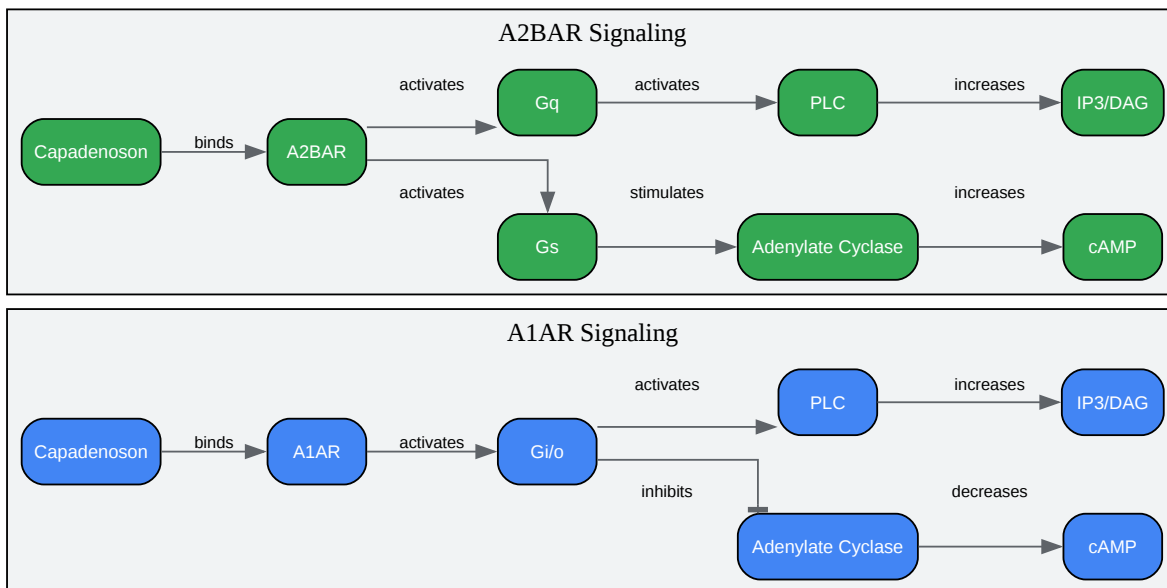 A2BAR Signaling
activates
Gq
activates
PLC
increases
IP3/DAG
Capadenoson
binds
A2BAR
activates
stimulates
increases
Gs
Adenylate Cyclase
cAMP
A1AR Signaling
activates
PLC
increases
IP3/DAG
Capadenoson
binds
A1AR
activates
Gi/o
inhibits
decreases
Adenylate Cyclase
cAMP